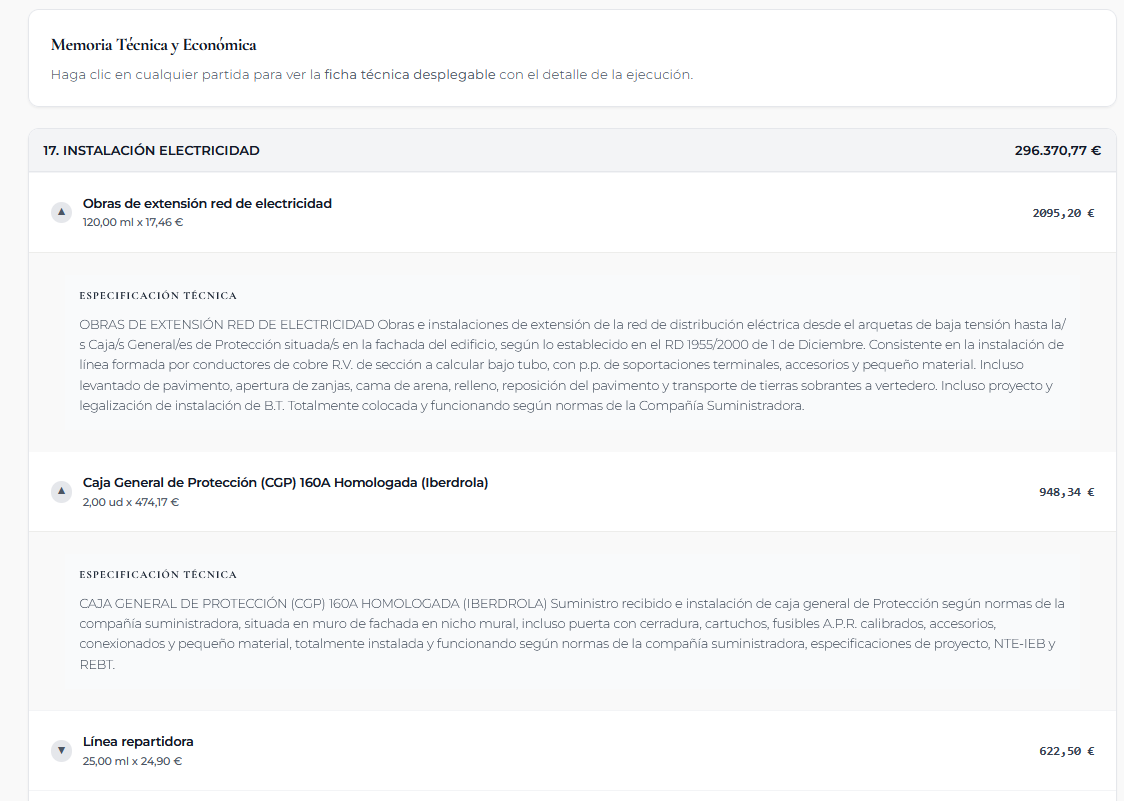 Memoria Técnica y Económica
Haga clic en cualquier partida para ver la ficha técnica desplegable con el detalle de la ejecución.
17. INSTALACIÓN ELECTRICIDAD 296.370,77 €
▲ Obras de extensión red de electricidad
120,00 ml x 17,46 € 2095,20 €
ESPECIFICACIÓN TÉCNICA
OBRAS DE EXTENSIÓN RED DE ELECTRICIDAD Obras e instalaciones de extensión de la red de distribución eléctrica desde el arquetas de baja tensión hasta la/
s Caja/s General/es de Protección situada/s en la fachada del edificio, según lo establecido en el RD 1955/2000 de 1 de Diciembre. Consistente en la instalación de
línea formada por conductores de cobre R.V. de sección a calcular bajo tubo, con p.p. de soportaciones terminales, accesorios y pequeño material. Incluso
levantado de pavimento, apertura de zanjas, cama de arena, relleno, reposición del pavimento y transporte de tierras sobrantes a vertedero. Incluso proyecto y
legalización de instalación de B.T. Totalmente colocada y funcionando según normas de la Compañía Suministradora.
▲ Caja General de Protección (CGP) 160A Homologada (Iberdrola)
2,00 ud x 474,17 € 948,34 €
ESPECIFICACIÓN TÉCNICA
CAJA GENERAL DE PROTECCIÓN (CGP) 160A HOMOLOGADA (IBERDROLA) Suministro recibido e instalación de caja general de Protección según normas de la
compañía suministradora, situada en muro de fachada en nicho mural, incluso puerta con cerradura, cartuchos, fusibles A.P.R. calibrados, accesorios,
conexionados y pequeño material, totalmente instalada y funcionando según normas de la compañía suministradora, especificaciones de proyecto, NTE-IEB y
REBT.
▼ Línea repartidora
25,00 ml x 24,90 € 622,50 €